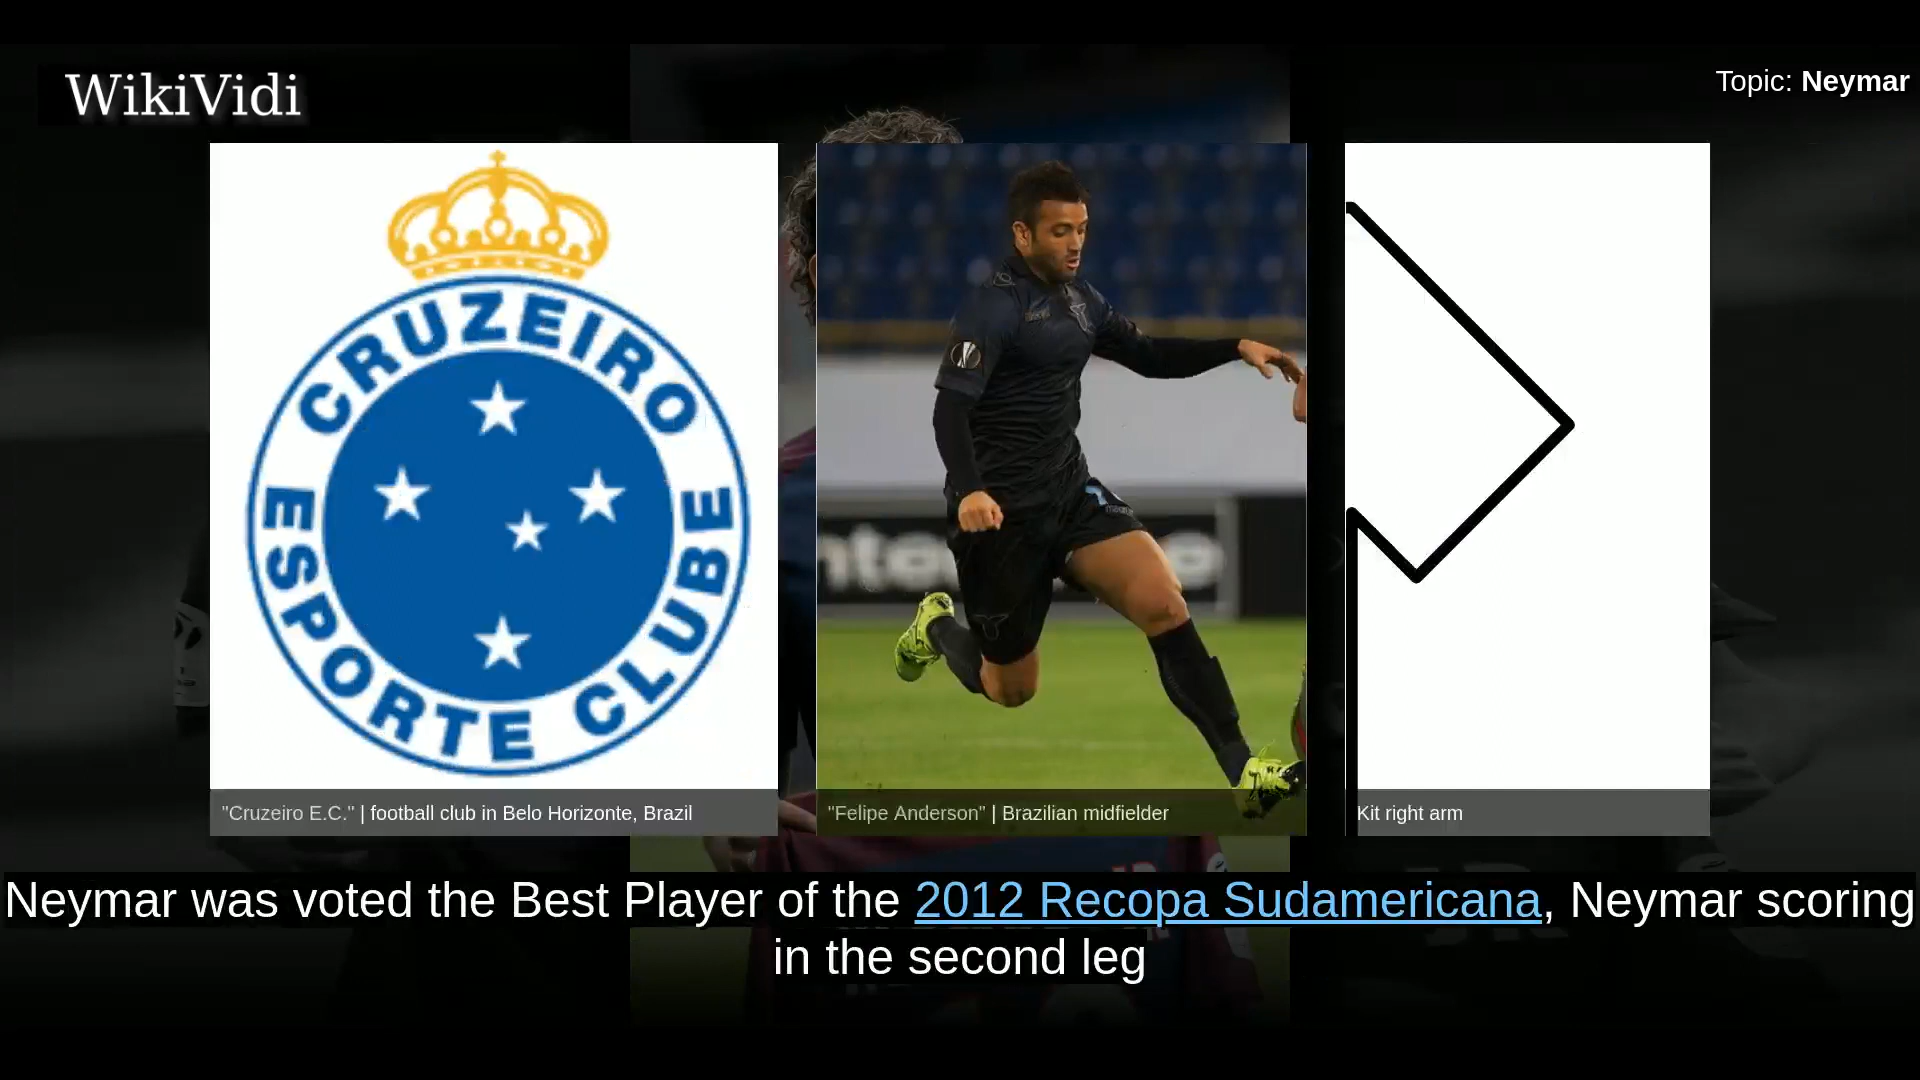 WikiVidi
Topic: Neymar
CRUZEIRO
ESPORTE CLUBE
"Cruzeiro E.C." | football club in Belo Horizonte, Brazil
"Felipe Anderson" | Brazilian midfielder
Kit right arm
Neymar was voted the Best Player of the 2012 Recopa Sudamericana, Neymar scoring
in the second leg